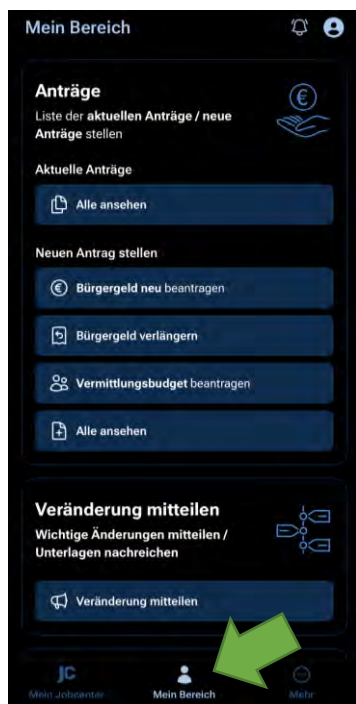 Mein Bereich
Anträge
Liste der aktuellen Anträge / neue
Anträge stellen
Aktuelle Anträge
Alle ansehen
Neuen Antrag stellen
Bürgergeld neu beantragen
Bürgergeld verlängern
Vermittlungsbudget beantragen
Alle ansehen
Veränderung mitteilen
Wichtige Änderungen mitteilen /
Unterlagen nachreichen
Veränderung mitteilen
JC
Mein Jobcenter Mein Bereich Mehr